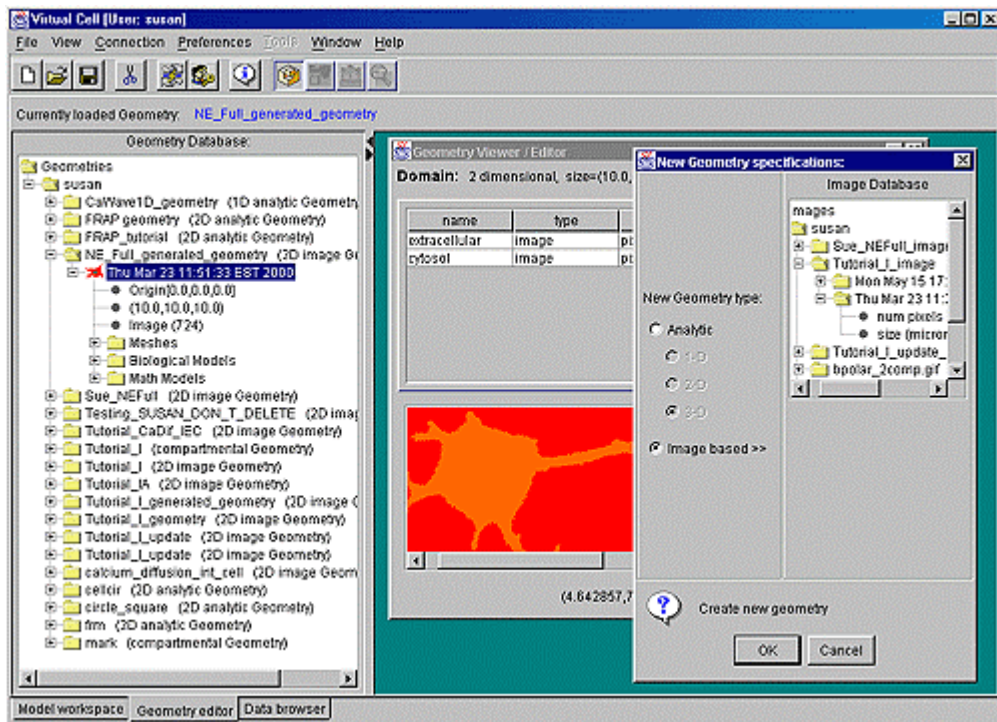 Virtual Cell [User: susan]
File View Connection Preferences Tools Window Help
Currently loaded Geometry: NE_Full_generated_geometry
Geometry Database:
Geometries
susan
CaWave1D_geometry (1D analytic Geometry
FRAP geometry (2D analytic Geometry)
FRAP_tutorial (2D analytic Geometry)
NE_Full_generated_geometry (2D image G
Thu Mar 23 11:51:33 EST 2000
Origin[0.0,0.0,0.0]
(10.0,10.0,10.0)
Image (724)
Meshes
Biological Models
Math Models
Sue_NEFull (2D image Geometry)
Testing_SUSAN_DON_T_DELETE (2D imag
Tutorial_CaDif_IEC (2D image Geometry)
Tutorial_I (compartmental Geometry)
Tutorial_I (2D image Geometry)
Tutorial_IA (2D image Geometry)
Tutorial_I_generated_geometry (2D image G
Tutorial_I_geometry (2D image Geometry)
Tutorial_I_update (2D image Geometry)
Tutorial_I_update (2D image Geometry)
calcium_diffusion_int_cell (2D image Geom
cellcir (2D analytic Geometry)
circle_square (2D analytic Geometry)
frm (2D analytic Geometry)
mark (compartmental Geometry)
Model workspace Geometry editor Data browser
Geometry Viewer / Editor
Domain: 2 dimensional, size=(10.0,
name type
extracellular image pi
cytosol image pi
(4.642857,7
New Geometry specifications:
New Geometry type:
Analytic
1-D
2-D
3-D
Image based >>
Image Database
mages
susan
Sue_NEFull_image
Tutorial_I_image
Mon May 15 17:
Thu Mar 23 11:
num pixels
size (micror
Tutorial_I_update_
bpolar_2comp.gif
Create new geometry
OK Cancel